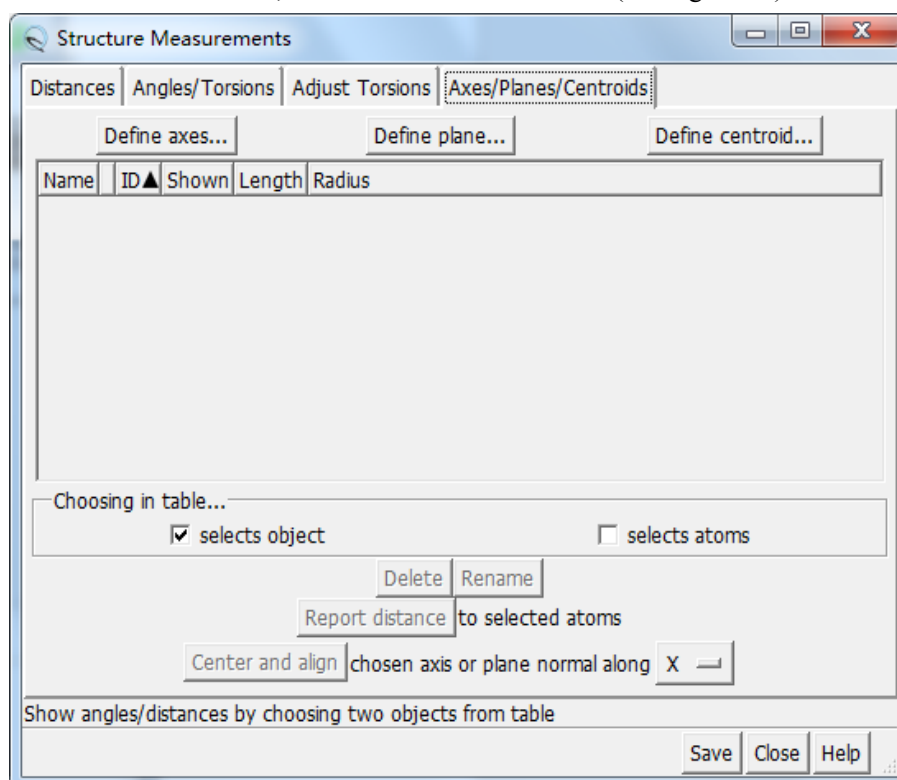 Structure Measurements
Distances Angles/Torsions Adjust Torsions Axes/Planes/Centroids
Define axes... Define plane... Define centroid...
Name ID▲ Shown Length Radius
Choosing in table...
selects object selects atoms
Delete Rename
Report distance to selected atoms
Center and align chosen axis or plane normal along X
Show angles/distances by choosing two objects from table
Save Close Help